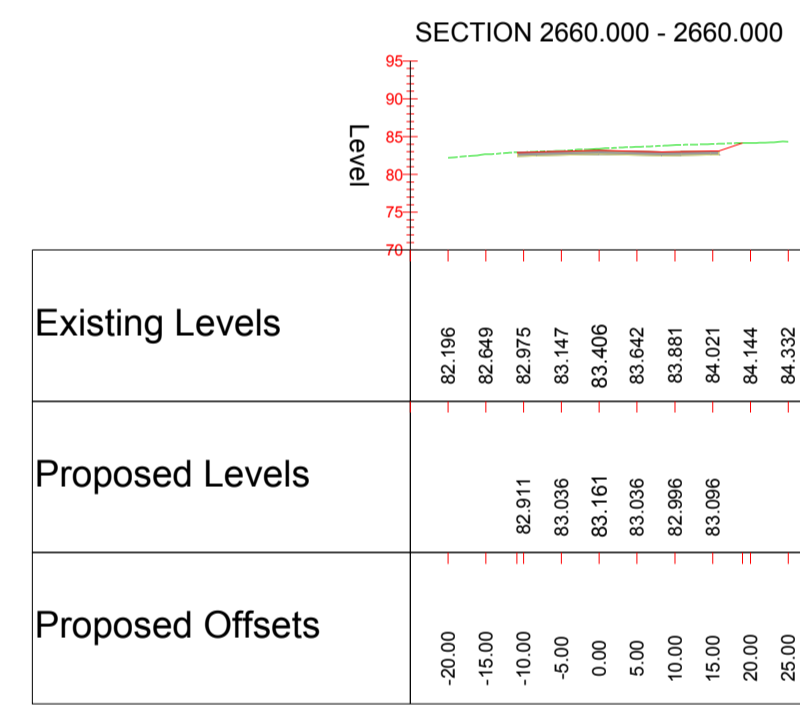 SECTION 2660.000 - 2660.000
95
90
85
80
75
70
Level
Existing Levels
82.196 82.649 82.975 83.147 83.406 83.642 83.881 84.021 84.144 84.332
Proposed Levels
82.911 83.036 83.161 83.036 82.996 83.096
Proposed Offsets
-20.00 -15.00 -10.00 -5.00 0.00 5.00 10.00 15.00 20.00 25.00